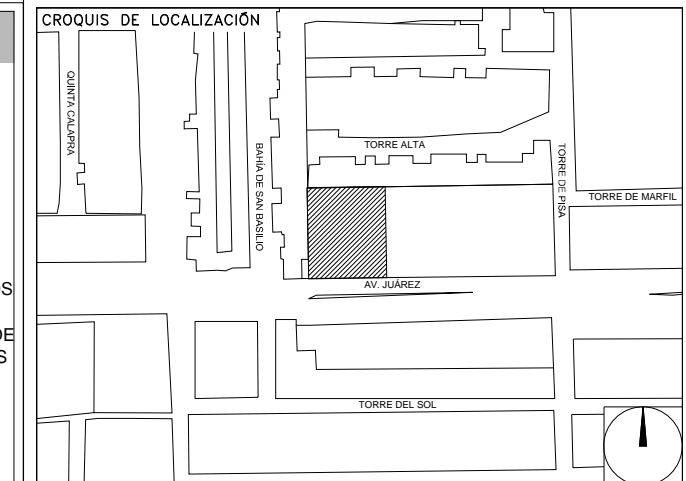 CROQUIS DE LOCALIZACIÓN
QUINTA CALAPRA
BAHÍA DE SAN BASILIO
TORRE ALTA
TORRE DE PISA
TORRE DE MARFIL
AV. JUÁREZ
TORRE DEL SOL